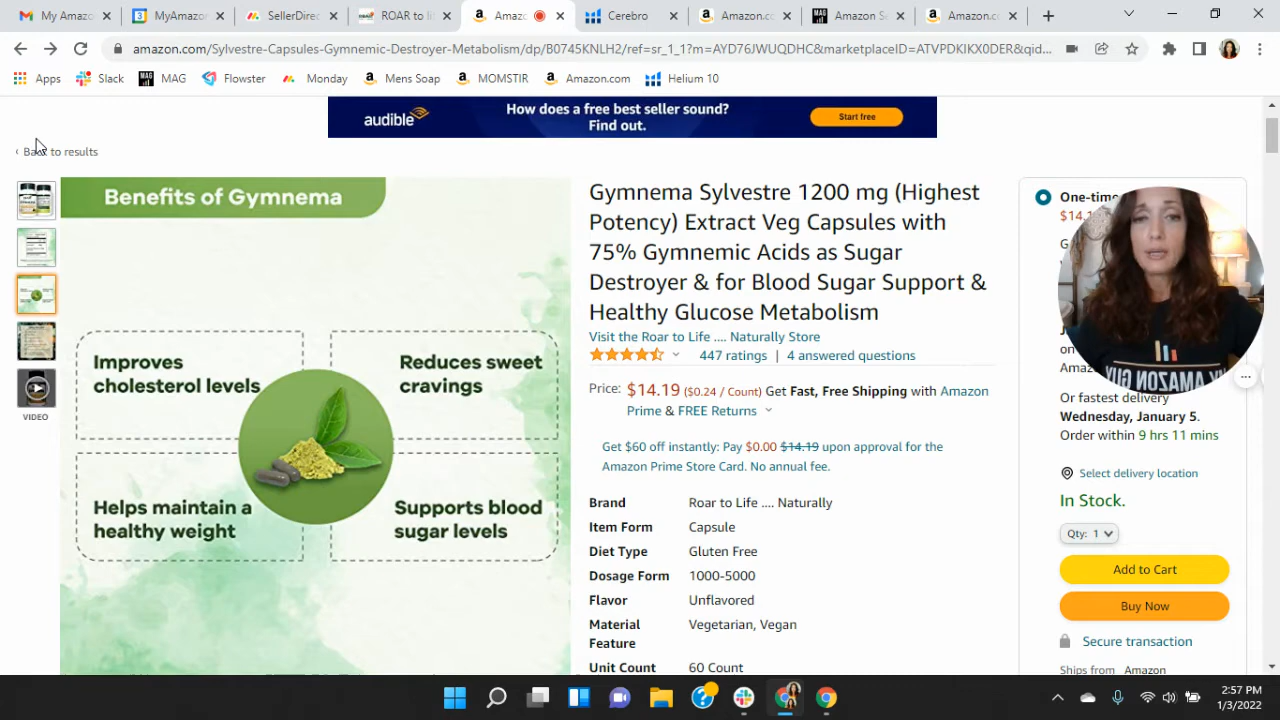 My Amazo
MyAmazon
SellerDirec
ROAR to lif
Amazo
Cerebro
Amazon.co
Amazon Se
Amazon.co
amazon.com/Sylvestre-Capsules-Gymnemic-Destroyer-Metabolism/dp/B0745KNLH2/ref=sr_1_1?m=AYD76JWUQDHC&marketplaceID=ATVPDKIKX0DER&qid...
Apps
Slack
MAG
Flowster
Monday
Mens Soap
MOMSTIR
Amazon.com
Helium 10
audible
How does a free best seller sound?
Find out.
Start free
‹ Back to results
VIDEO
Benefits of Gymnema
Improves
cholesterol levels
Reduces sweet
cravings
Helps maintain a
healthy weight
Supports blood
sugar levels
Gymnema Sylvestre 1200 mg (Highest
Potency) Extract Veg Capsules with
75% Gymnemic Acids as Sugar
Destroyer & for Blood Sugar Support &
Healthy Glucose Metabolism
Visit the Roar to Life .... Naturally Store
447 ratings | 4 answered questions
Price: $14.19 ($0.24 / Count) Get Fast, Free Shipping with Amazon
Prime & FREE Returns
Get $60 off instantly: Pay $0.00 $14.19 upon approval for the
Amazon Prime Store Card. No annual fee.
Brand Roar to Life .... Naturally
Item Form Capsule
Diet Type Gluten Free
Dosage Form 1000-5000
Flavor Unflavored
Material Vegetarian, Vegan
Feature
Unit Count 60 Count
One-time
$14.1
on
Amaz
AMAZON GUY
Or fastest delivery
Wednesday, January 5.
Order within 9 hrs 11 mins
Select delivery location
In Stock.
Qty: 1
Add to Cart
Buy Now
Secure transaction
Ships from Amazon
2:57 PM
1/3/2022